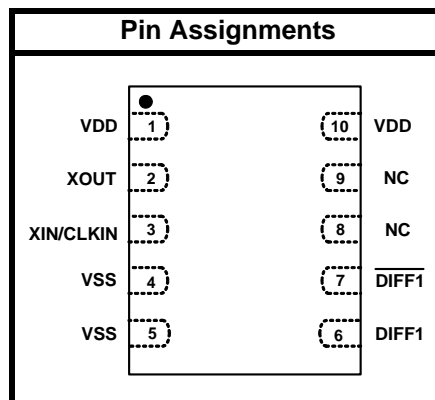 Pin Assignments
VDD 1 10 VDD
XOUT 2 9 NC
XIN/CLKIN 3 8 NC
VSS 4 7 D̅I̅F̅F̅1̅
VSS 5 6 DIFF1